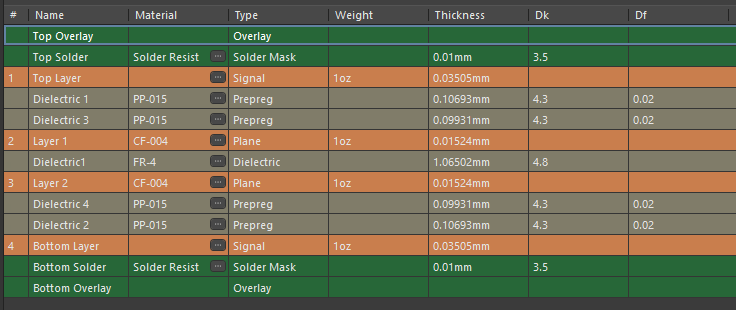 # Name Material Type Weight Thickness Dk Df
Top Overlay Overlay
Top Solder Solder Resist ... Solder Mask 0.01mm 3.5
1 Top Layer ... Signal 1oz 0.03505mm
Dielectric 1 PP-015 ... Prepreg 0.10693mm 4.3 0.02
Dielectric 3 PP-015 ... Prepreg 0.09931mm 4.3 0.02
2 Layer 1 CF-004 ... Plane 1oz 0.01524mm
Dielectric1 FR-4 ... Dielectric 1.06502mm 4.8
3 Layer 2 CF-004 ... Plane 1oz 0.01524mm
Dielectric 4 PP-015 ... Prepreg 0.09931mm 4.3 0.02
Dielectric 2 PP-015 ... Prepreg 0.10693mm 4.3 0.02
4 Bottom Layer ... Signal 1oz 0.03505mm
Bottom Solder Solder Resist ... Solder Mask 0.01mm 3.5
Bottom Overlay Overlay